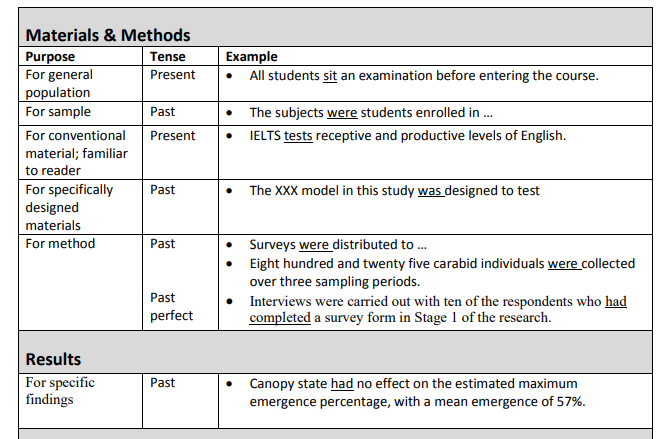 Materials & Methods
Purpose Tense Example
For general population Present • All students sit an examination before entering the course.
For sample Past • The subjects were students enrolled in …
For conventional material; familiar to reader Present • IELTS tests receptive and productive levels of English.
For specifically designed materials Past • The XXX model in this study was designed to test
For method Past • Surveys were distributed to …
• Eight hundred and twenty five carabid individuals were collected
over three sampling periods.
Past perfect • Interviews were carried out with ten of the respondents who had
completed a survey form in Stage 1 of the research.
Results
For specific findings Past • Canopy state had no effect on the estimated maximum
emergence percentage, with a mean emergence of 57%.